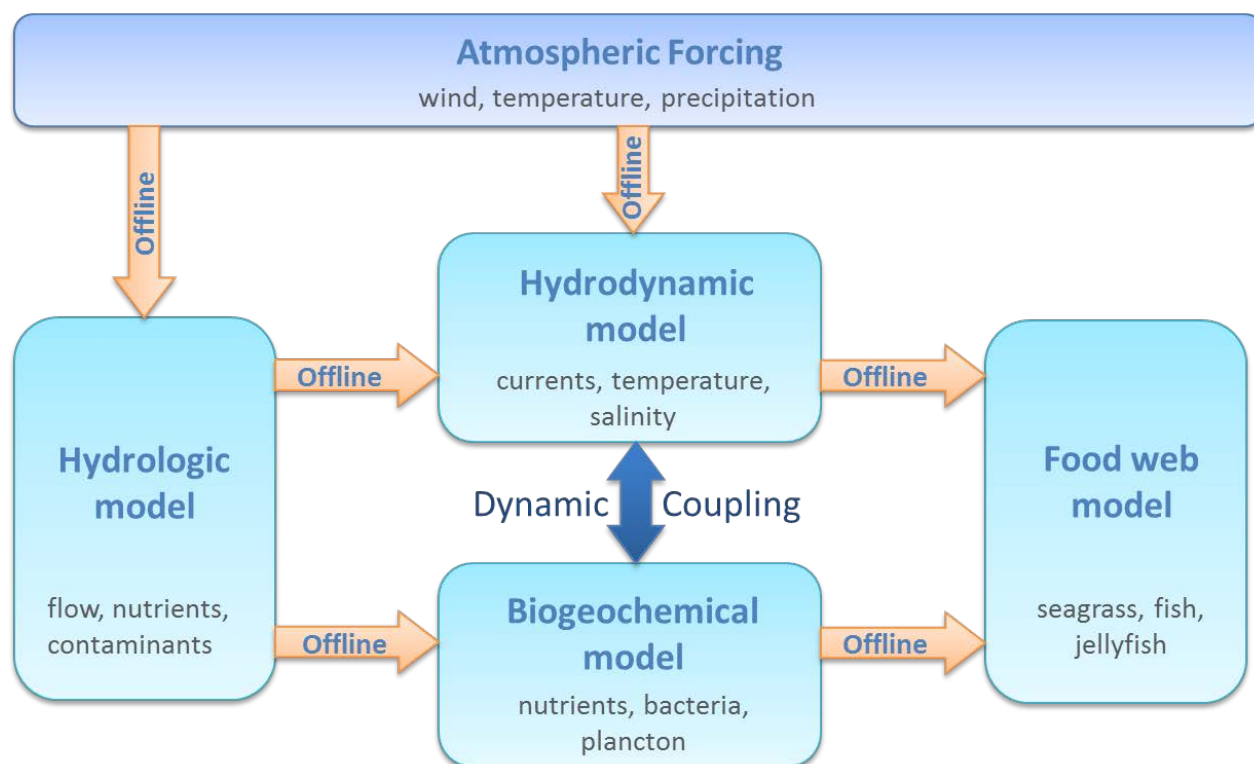 Atmospheric Forcing
wind, temperature, precipitation
Offline
Offline
Hydrologic
model
flow, nutrients,
contaminants
Offline
Offline
Hydrodynamic
model
currents, temperature,
salinity
Dynamic Coupling
Biogeochemical
model
nutrients, bacteria,
plancton
Offline
Offline
Food web
model
seagrass, fish,
jellyfish